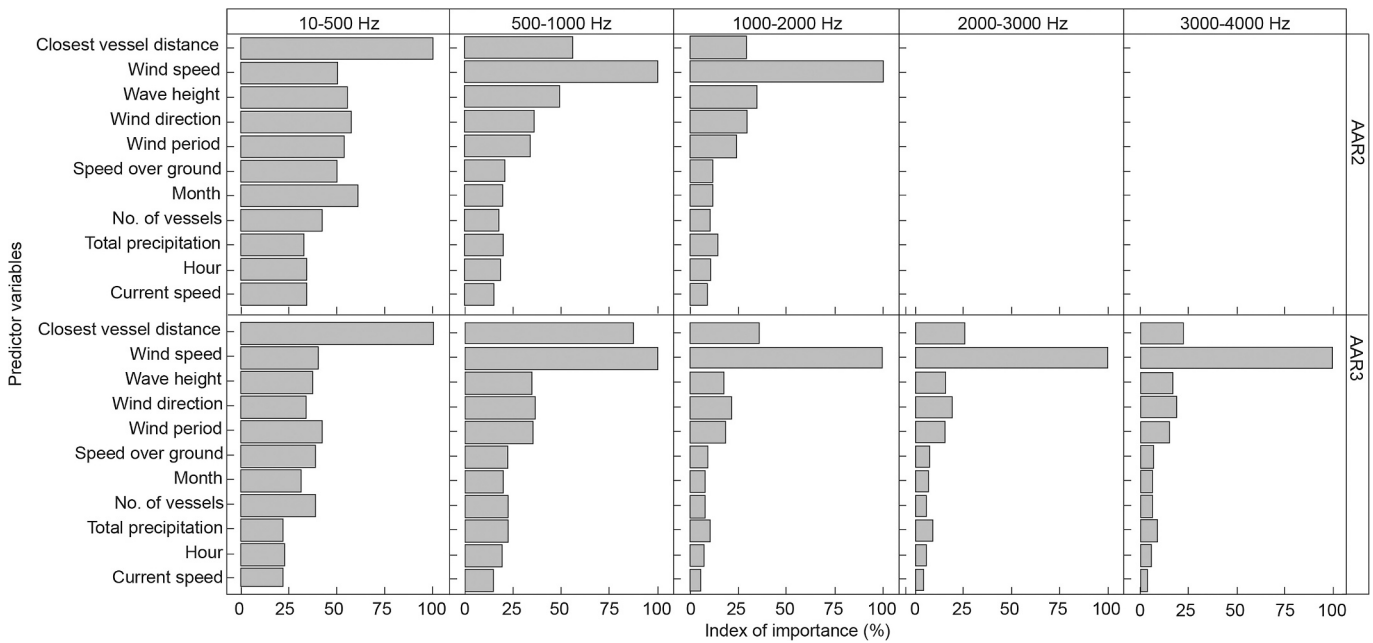 10-500 Hz 500-1000 Hz 1000-2000 Hz 2000-3000 Hz 3000-4000 Hz
Predictor variables
Closest vessel distance
Wind speed
Wave height
Wind direction
Wind period
Speed over ground
Month
No. of vessels
Total precipitation
Hour
Current speed
AAR2
Closest vessel distance
Wind speed
Wave height
Wind direction
Wind period
Speed over ground
Month
No. of vessels
Total precipitation
Hour
Current speed
AAR3
0 25 50 75 100 0 25 50 75 100 0 25 50 75 100 0 25 50 75 100 0 25 50 75 100
Index of importance (%)